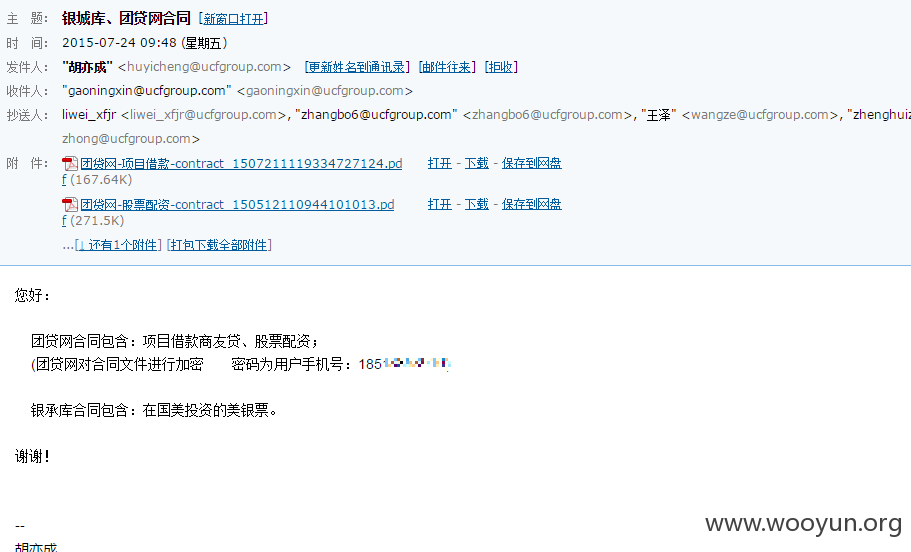 主 题： 银城库、团贷网合同 [新窗口打开]
时 间： 2015-07-24 09:48 (星期五)
发件人： "胡亦成" <huyicheng@ucfgroup.com> [更新姓名到通讯录] [邮件往来] [拒收]
收件人： "gaoningxin@ucfgroup.com" <gaoningxin@ucfgroup.com>
抄送人： liwei_xfjr <liwei_xfjr@ucfgroup.com>, "zhangbo6@ucfgroup.com" <zhangbo6@ucfgroup.com>, "王泽" <wangze@ucfgroup.com>, "zhenghuiz
zhong@ucfgroup.com>
附 件： 团贷网-项目借款-contract_1507211119334727124.pd 打开 - 下载 - 保存到网盘
f (167.64K)
团贷网-股票配资-contract_150512110944101013.pd 打开 - 下载 - 保存到网盘
f (271.5K)
...[↓ 还有1个附件] [打包下载全部附件]
您好：
团贷网合同包含：项目借款商友贷、股票配资；
(团贷网对合同文件进行加密 密码为用户手机号：185
银承库合同包含：在国美投资的美银票。
谢谢！
--
胡亦成
www.wooyun.org